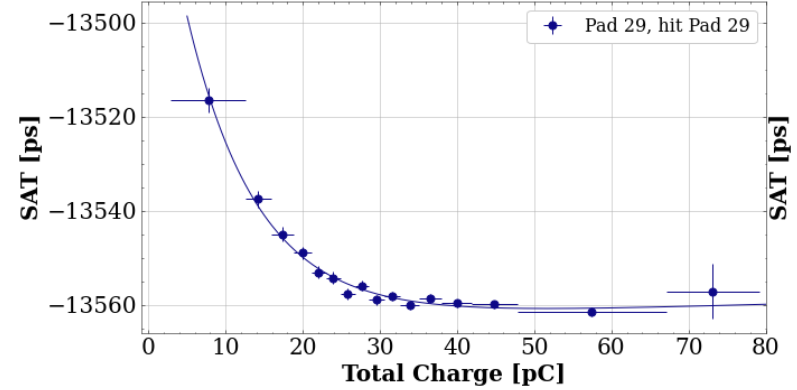 Pad 29, hit Pad 29
−13500
−13520
−13540
−13560
SAT [ps]
SAT [ps]
0 10 20 30 40 50 60 70 80
Total Charge [pC]